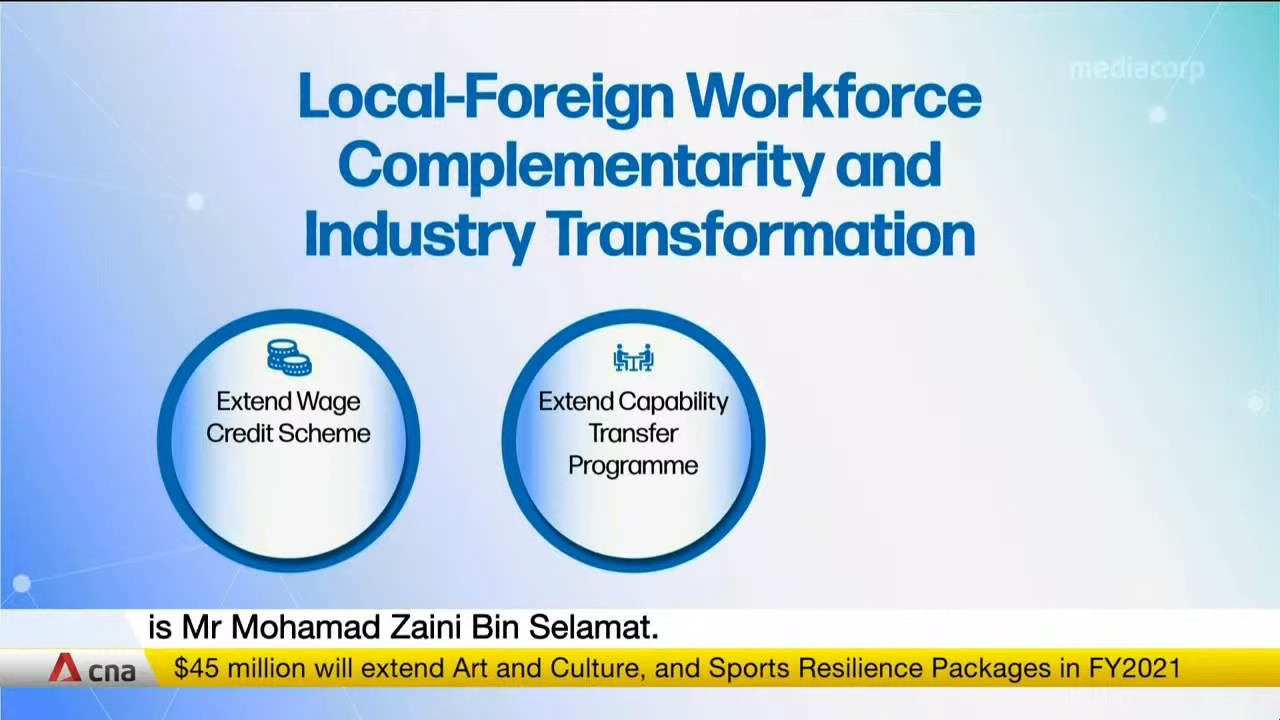 mediacorp
Local-Foreign Workforce
Complementarity and
Industry Transformation
Extend Wage
Credit Scheme
Extend Capability
Transfer
Programme
is Mr Mohamad Zaini Bin Selamat.
cna
$45 million will extend Art and Culture, and Sports Resilience Packages in FY2021